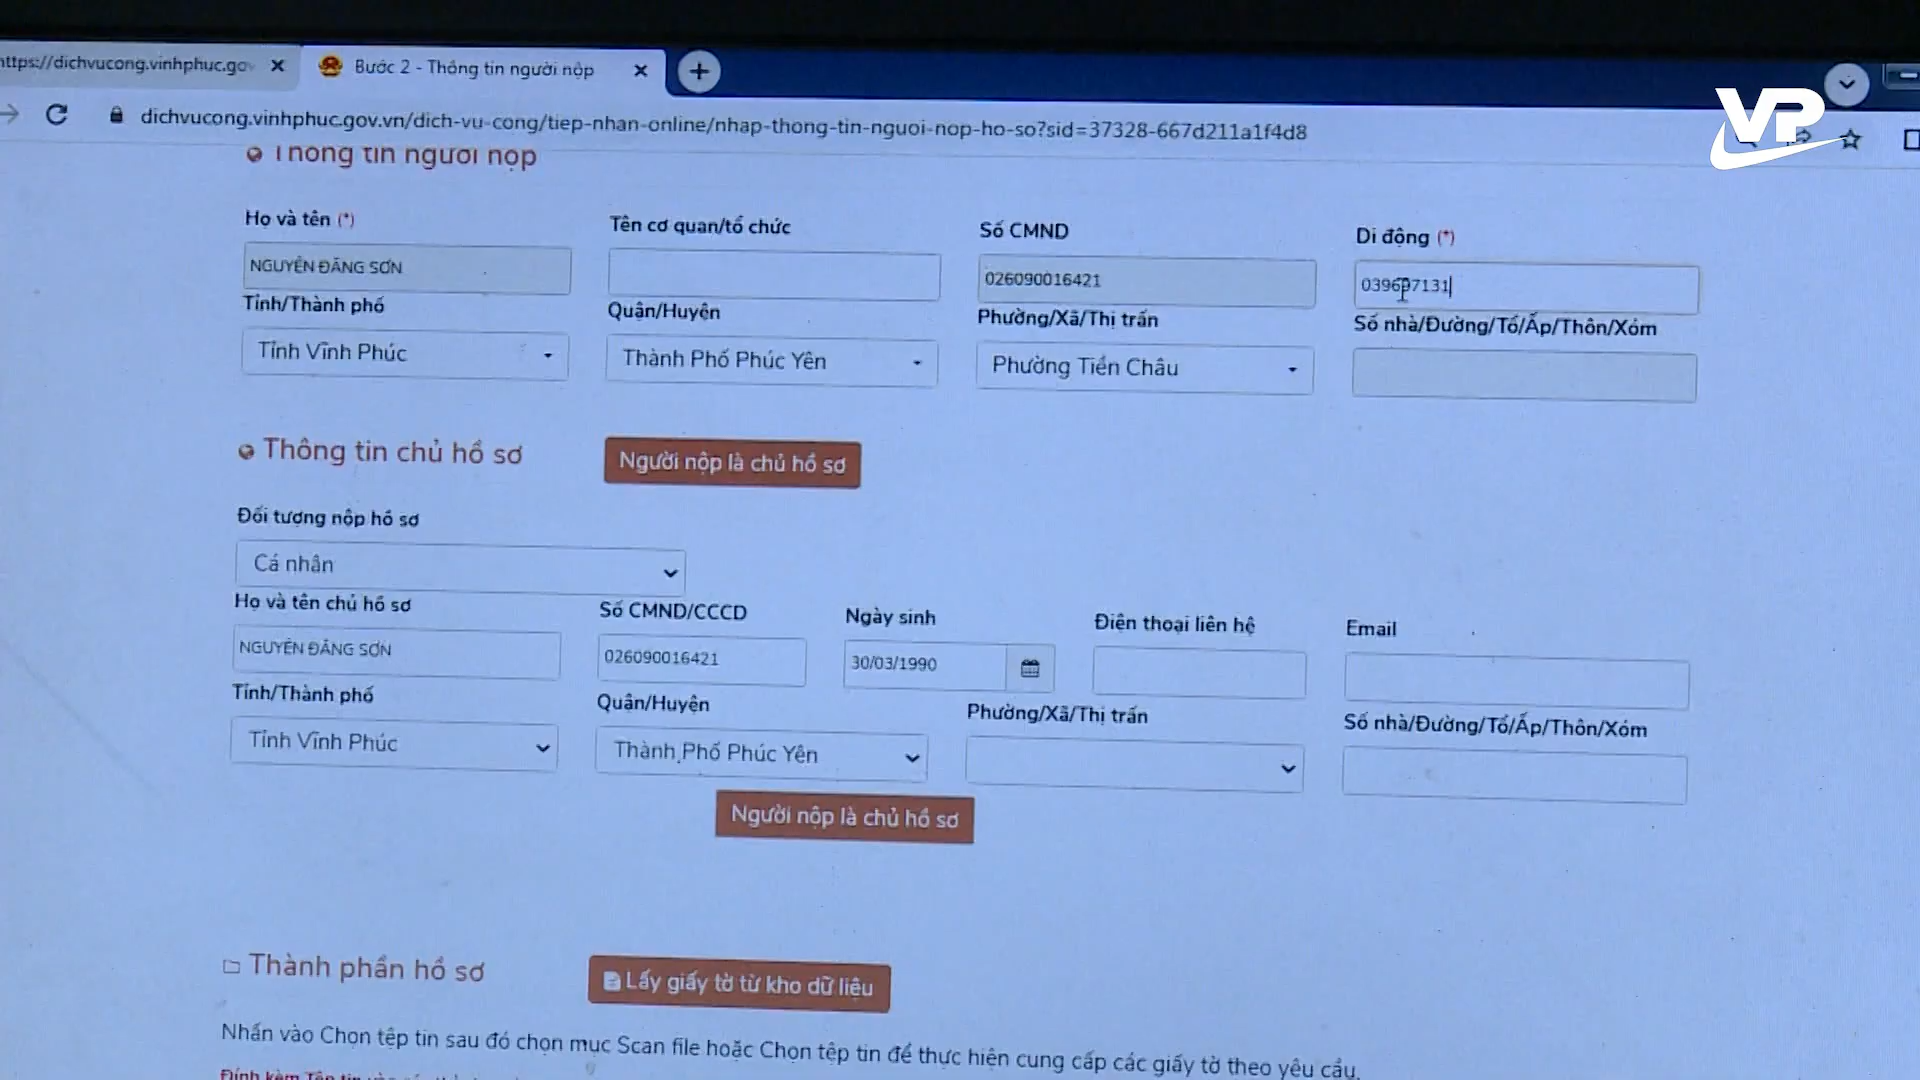 https://dichvucong.vinhphuc.gov
Bước 2 - Thông tin người nộp
dichvucong.vinhphuc.gov.vn/dich-vu-cong/tiep-nhan-online/nhap-thong-tin-nguoi-nop-ho-so?sid=37328-667d211a1f4d8
VP
Thông tin người nộp
Họ và tên (*)
Tên cơ quan/tổ chức
Số CMND
Di động (*)
NGUYỄN ĐĂNG SƠN
026090016421
Tỉnh/Thành phố
Quận/Huyện
Phường/Xã/Thị trấn
Số nhà/Đường/Tổ/Ấp/Thôn/Xóm
Tỉnh Vĩnh Phúc
Thành Phố Phúc Yên
Phường Tiền Châu
Thông tin chủ hồ sơ
Người nộp là chủ hồ sơ
Đối tượng nộp hồ sơ
Cá nhân
Họ và tên chủ hồ sơ
Số CMND/CCCD
Ngày sinh
Điện thoại liên hệ
Email
NGUYỄN ĐĂNG SƠN
026090016421
30/03/1990
Tỉnh/Thành phố
Quận/Huyện
Phường/Xã/Thị trấn
Số nhà/Đường/Tổ/Ấp/Thôn/Xóm
Tỉnh Vĩnh Phúc
Thành Phố Phúc Yên
Người nộp là chủ hồ sơ
Thành phần hồ sơ
Lấy giấy tờ từ kho dữ liệu
Nhấn vào Chọn tệp tin sau đó chọn mục Scan file hoặc Chọn tệp tin để thực hiện cung cấp các giấy tờ theo yêu cầu.
Đính kèm